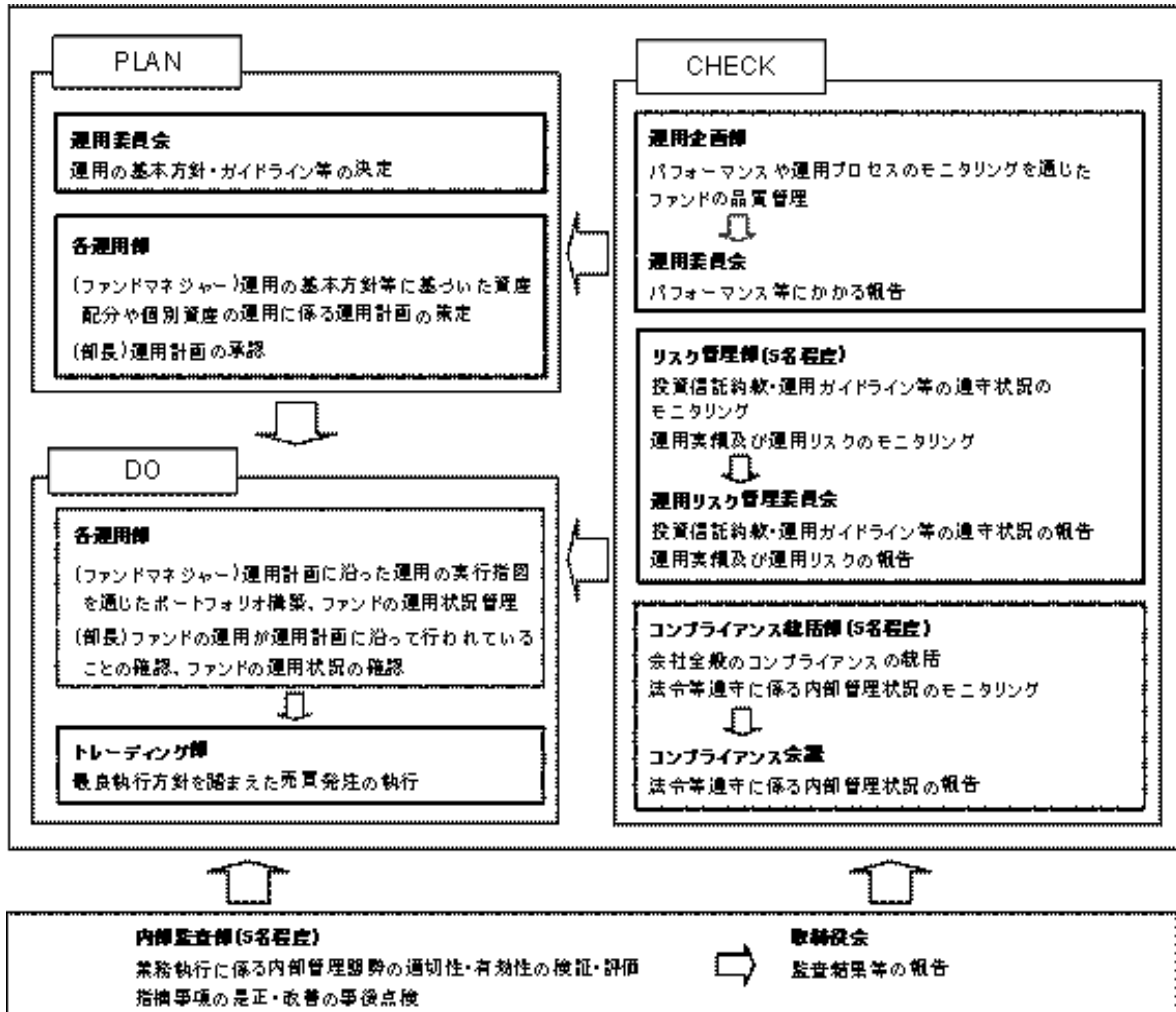 PLAN
運用委員会
運用の基本方針・ガイドライン等の決定
各運用部
(ファンドマネジャー)運用の基本方針等に基づいた資産
配分や個別資産の運用に係る運用計画の策定
(部長)運用計画の承認
DO
各運用部
(ファンドマネジャー)運用計画に沿った運用の実行指図
を通じたポートフォリオ構築、ファンドの運用状況管理
(部長)ファンドの運用が運用計画に沿って行われている
ことの確認、ファンドの運用状況の確認
トレーディング部
最良執行方針を踏まえた売買発注の執行
CHECK
運用企画部
パフォーマンスや運用プロセスのモニタリングを通じた
ファンドの品質管理
運用委員会
パフォーマンス等にかかる報告
リスク管理部(5名程度)
投資信託約款・運用ガイドライン等の遵守状況の
モニタリング
運用実績及び運用リスクのモニタリング
運用リスク管理委員会
投資信託約款・運用ガイドライン等の遵守状況の報告
運用実績及び運用リスクの報告
コンプライアンス統括部(5名程度)
会社全般のコンプライアンスの統括
法令等遵守に係る内部管理状況のモニタリング
コンプライアンス会議
法令等遵守に係る内部管理状況の報告
内部監査部(5名程度)
業務執行に係る内部管理態勢の適切性・有効性の検証・評価
指摘事項の是正・改善の事後点検
取締役会
監査結果等の報告